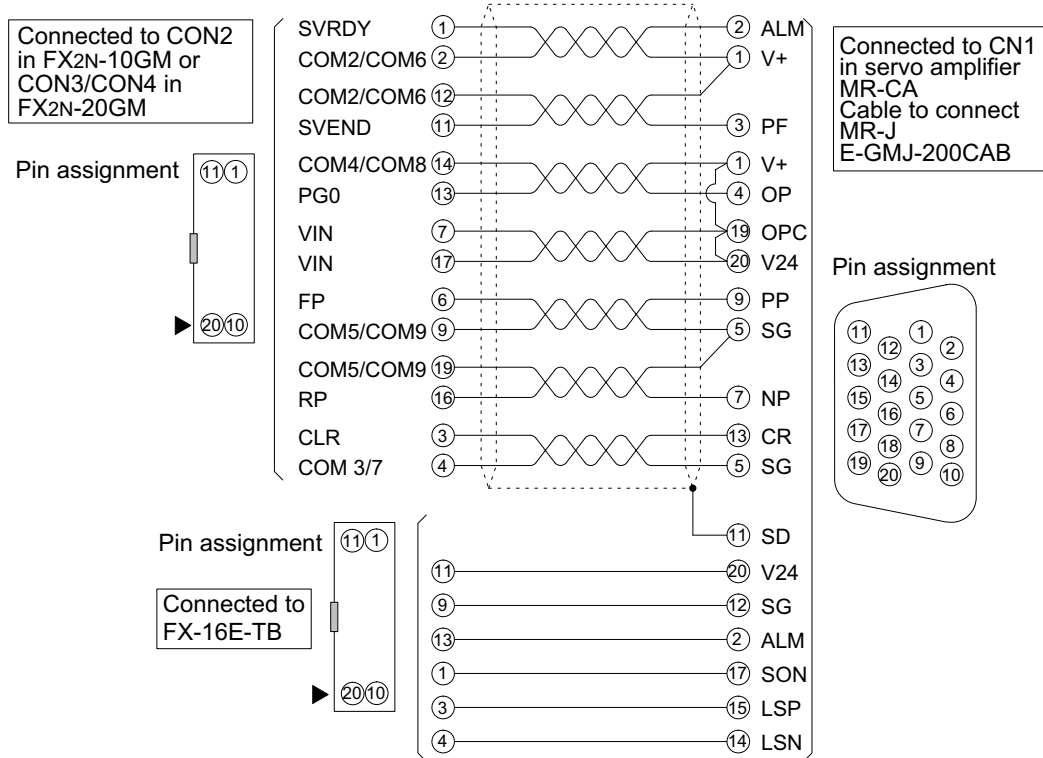 Connected to CON2
in FX2N-10GM or
CON3/CON4 in
FX2N-20GM
Pin assignment
11 1
20 10
SVRDY 1 2 ALM
COM2/COM6 2 1 V+
COM2/COM6 12
SVEND 11 3 PF
COM4/COM8 14 1 V+
PG0 13 4 OP
VIN 7 19 OPC
VIN 17 20 V24
FP 6 9 PP
COM5/COM9 9 5 SG
COM5/COM9 19
RP 16 7 NP
CLR 3 13 CR
COM 3/7 4 5 SG
11 SD
Connected to CN1
in servo amplifier
MR-CA
Cable to connect
MR-J
E-GMJ-200CAB
Pin assignment
11 1
12 2
13 3
14 4
15 5
16 6
17 7
18 8
19 9
20 10
Pin assignment
11 1
20 10
Connected to
FX-16E-TB
11 20 V24
9 12 SG
13 2 ALM
1 17 SON
3 15 LSP
4 14 LSN